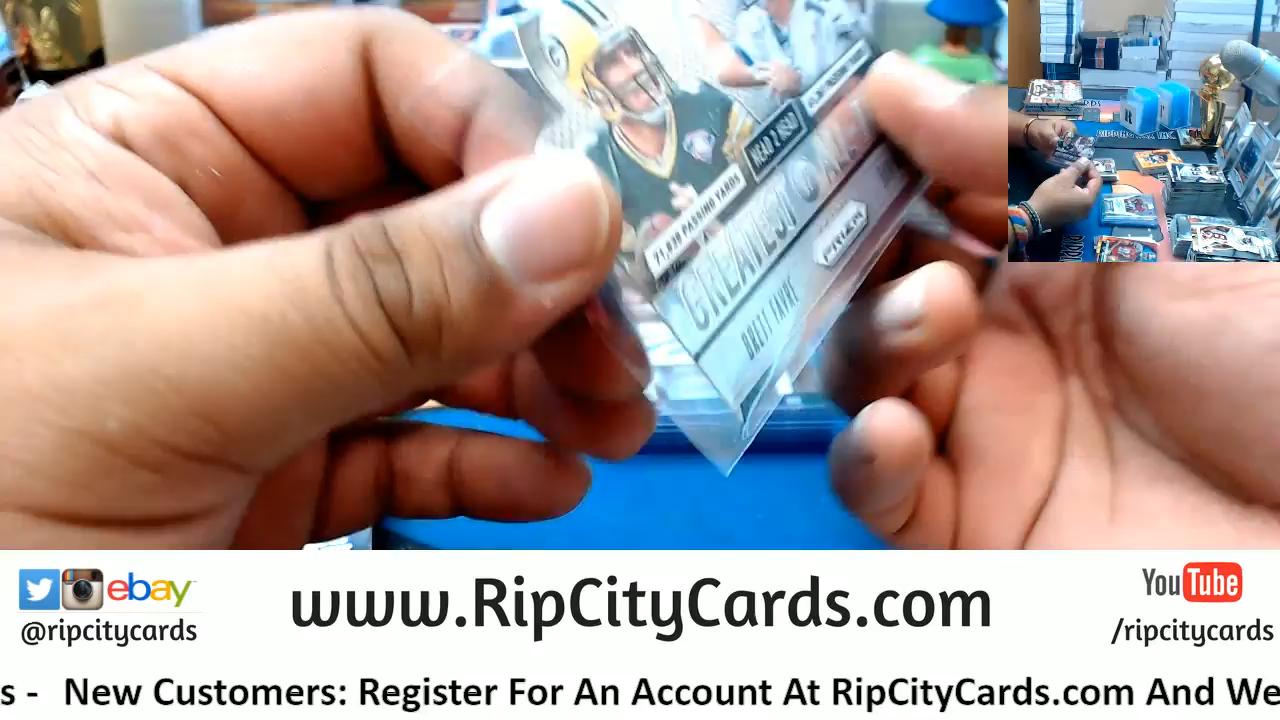 71,838 PASSING YARDS
HEAD 2 HEAD
GREATEST
BRETT FAVRE
PRIZM
ebay
@ripcitycards
www.RipCityCards.com
YouTube
/ripcitycards
s - New Customers: Register For An Account At RipCityCards.com And We